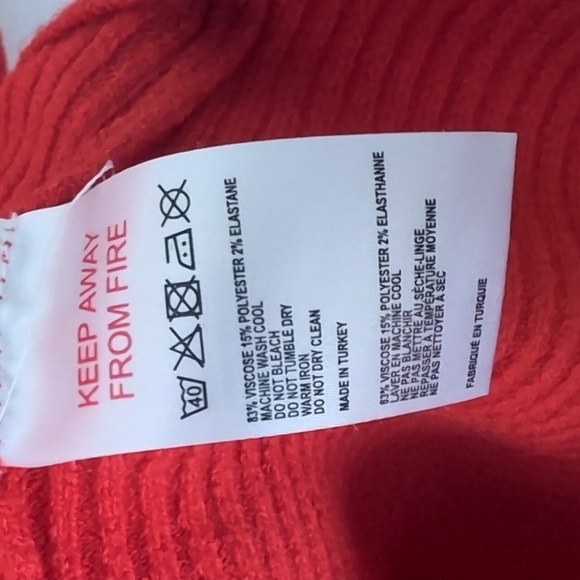 KEEP AWAY
FROM FIRE
40
83% VISCOSE 15% POLYESTER 2% ELASTANE
MACHINE WASH COOL
DO NOT BLEACH
DO NOT TUMBLE DRY
WARM IRON
DO NOT DRY CLEAN
MADE IN TURKEY
83% VISCOSE 15% POLYESTER 2% ELASTHANNE
LAVER EN MACHINE COOL
NE PAS BLANCHIR
NE PAS METTRE AU SÈCHE-LINGE
REPASSER À TEMPÉRATURE MOYENNE
NE PAS NETTOYER À SEC
FABRIQUÉ EN TURQUIE